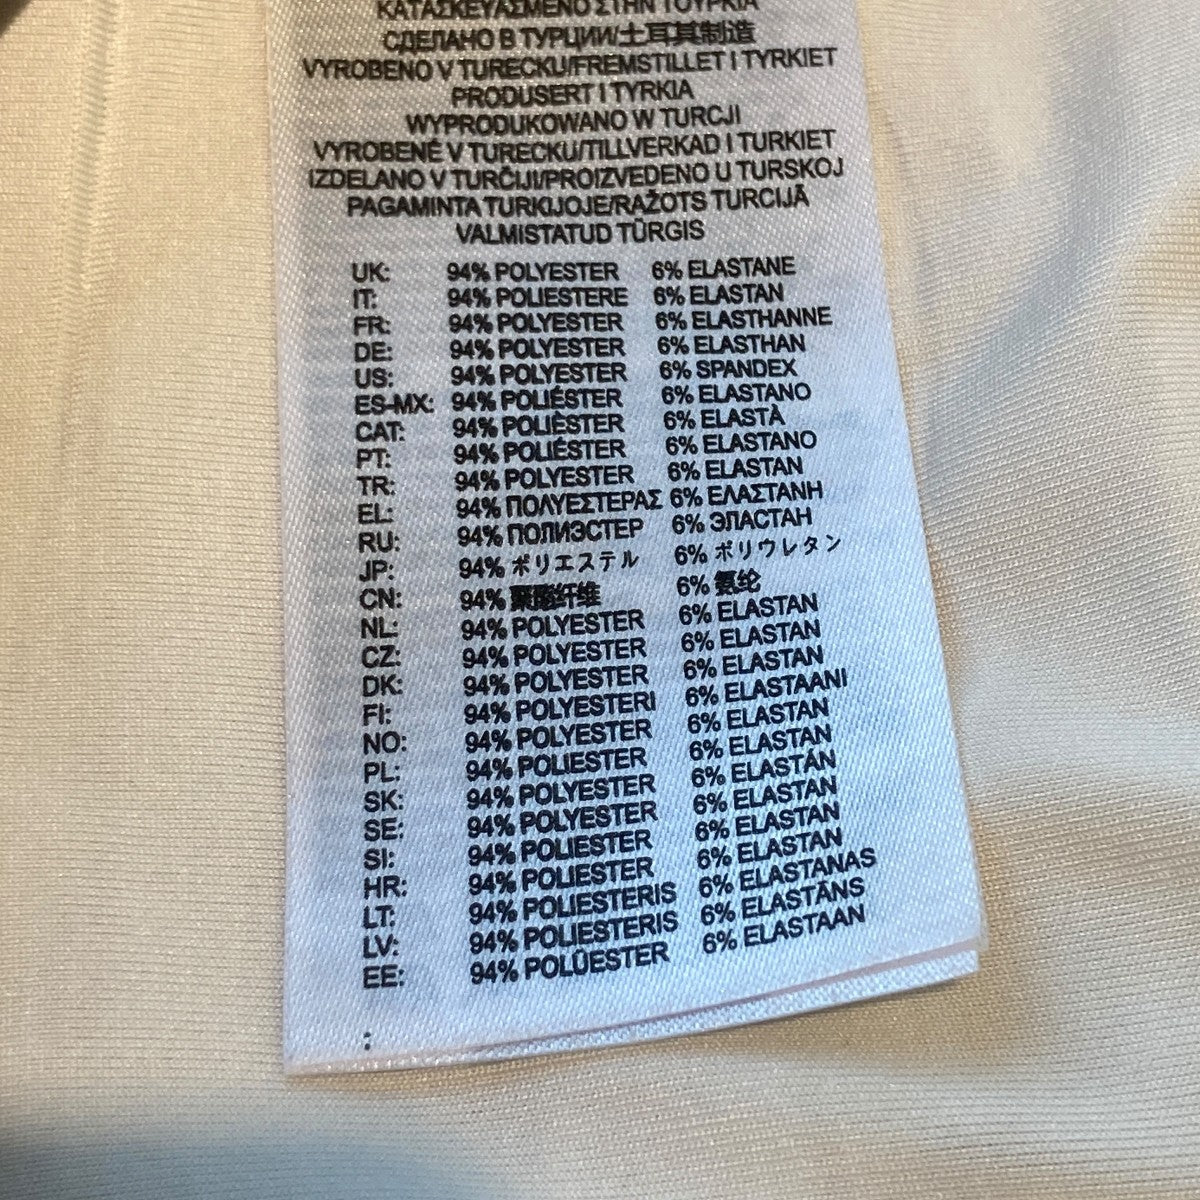 ΚΑΤΑΣΚΕΥΑΣΜΕΝΟ ΣΤΗΝ ΤΟΥΡΚΙΑ
СДЕЛАНО В ТУРЦИИ/土耳其制造
VYROBENO V TURECKU/FREMSTILLET I TYRKIET
PRODUSERT I TYRKIA
WYPRODUKOWANO W TURCJI
VYROBENÉ V TURECKU/TILLVERKAD I TURKIET
IZDELANO V TURČIJI/PROIZVEDENO U TURSKOJ
PAGAMINTA TURKIJOJE/RAŽOTS TURCIJĀ
VALMISTATUD TÜRGIS
UK: 94% POLYESTER 6% ELASTANE
IT: 94% POLIESTERE 6% ELASTAN
FR: 94% POLYESTER 6% ELASTHANNE
DE: 94% POLYESTER 6% ELASTHAN
US: 94% POLYESTER 6% SPANDEX
ES-MX: 94% POLIÉSTER 6% ELASTANO
CAT: 94% POLIÈSTER 6% ELASTÀ
PT: 94% POLIÉSTER 6% ELASTANO
TR: 94% POLYESTER 6% ELASTAN
EL: 94% ΠΟΛΥΕΣΤΕΡΑΣ 6% ΕΛΑΣΤΑΝΗ
RU: 94% ПОЛИЭСТЕР 6% ЭЛАСТАН
JP: 94% ポリエステル 6% ポリウレタン
CN: 94% 聚酯纤维 6% 氨纶
NL: 94% POLYESTER 6% ELASTAN
CZ: 94% POLYESTER 6% ELASTAN
DK: 94% POLYESTER 6% ELASTAN
FI: 94% POLYESTERI 6% ELASTAANI
NO: 94% POLYESTER 6% ELASTAN
PL: 94% POLIESTER 6% ELASTAN
SK: 94% POLYESTER 6% ELASTÁN
SE: 94% POLYESTER 6% ELASTAN
SI: 94% POLIESTER 6% ELASTAN
HR: 94% POLIESTER 6% ELASTAN
LT: 94% POLIESTERIS 6% ELASTANAS
LV: 94% POLIESTERIS 6% ELASTĀNS
EE: 94% POLÜESTER 6% ELASTAAN
: